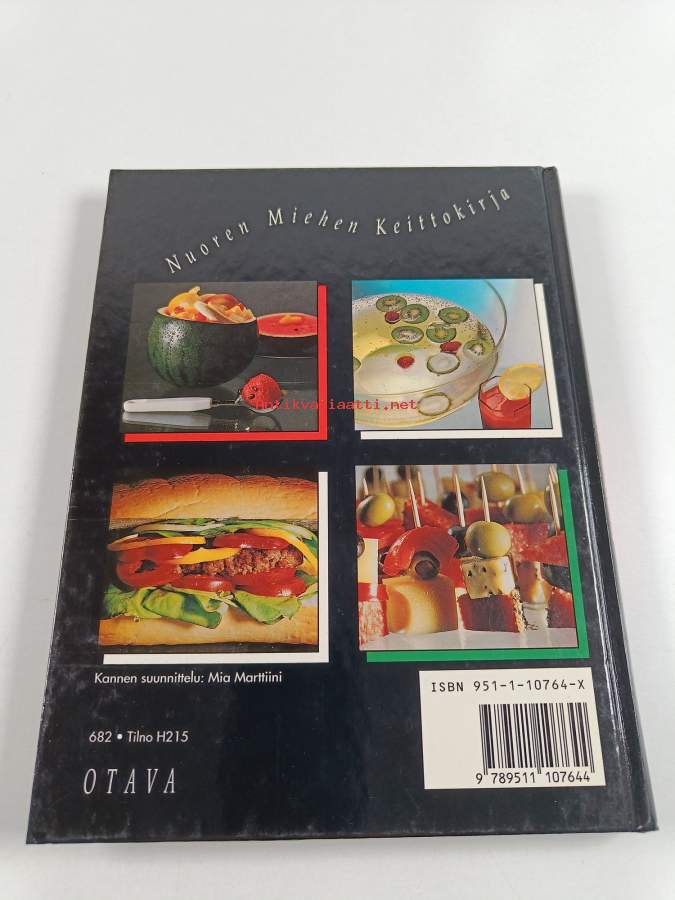 Nuoren Miehen Keittokirja
antikvariaatti.net
Kannen suunnittelu: Mia Marttiini
682 • Tilno H215
OTAVA
ISBN 951-1-10764-X
9 789511 107644